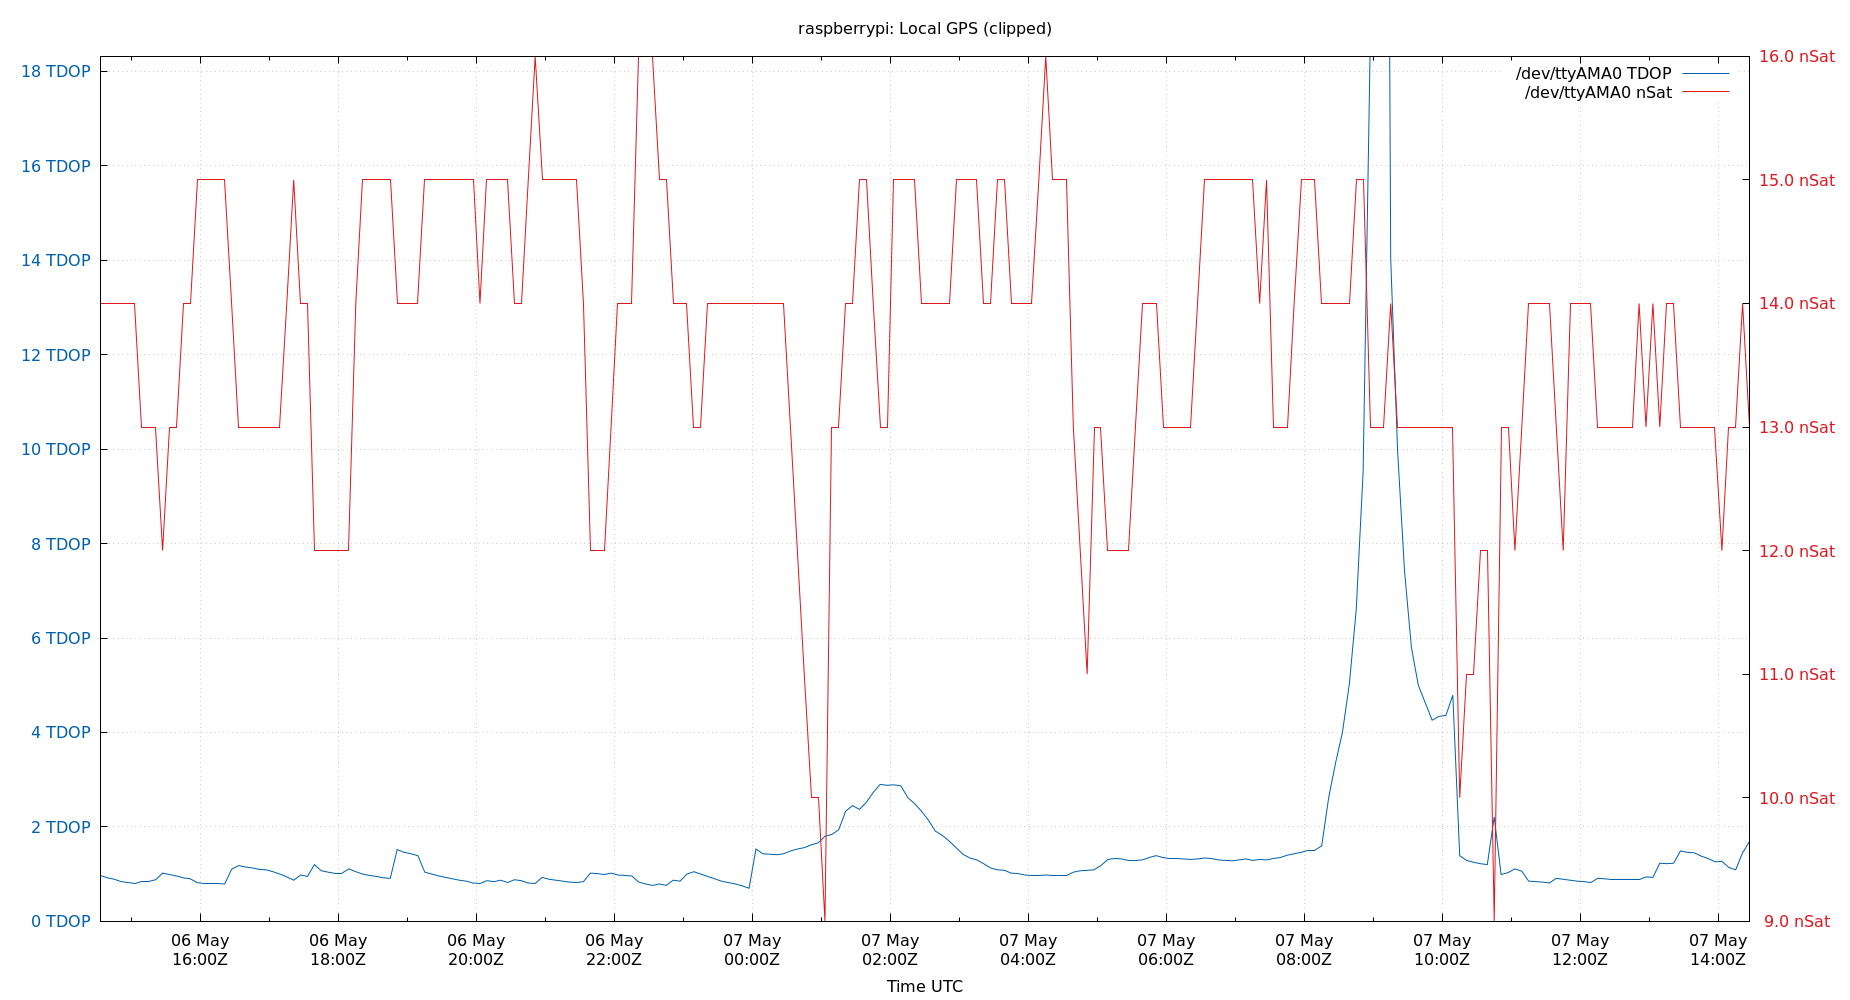 raspberrypi: Local GPS (clipped)
/dev/ttyAMA0 TDOP
/dev/ttyAMA0 nSat
18 TDOP
16 TDOP
14 TDOP
12 TDOP
10 TDOP
8 TDOP
6 TDOP
4 TDOP
2 TDOP
0 TDOP
16.0 nSat
15.0 nSat
14.0 nSat
13.0 nSat
12.0 nSat
11.0 nSat
10.0 nSat
9.0 nSat
06 May
16:00Z
06 May
18:00Z
06 May
20:00Z
06 May
22:00Z
07 May
00:00Z
07 May
02:00Z
07 May
04:00Z
07 May
06:00Z
07 May
08:00Z
07 May
10:00Z
07 May
12:00Z
07 May
14:00Z
Time UTC